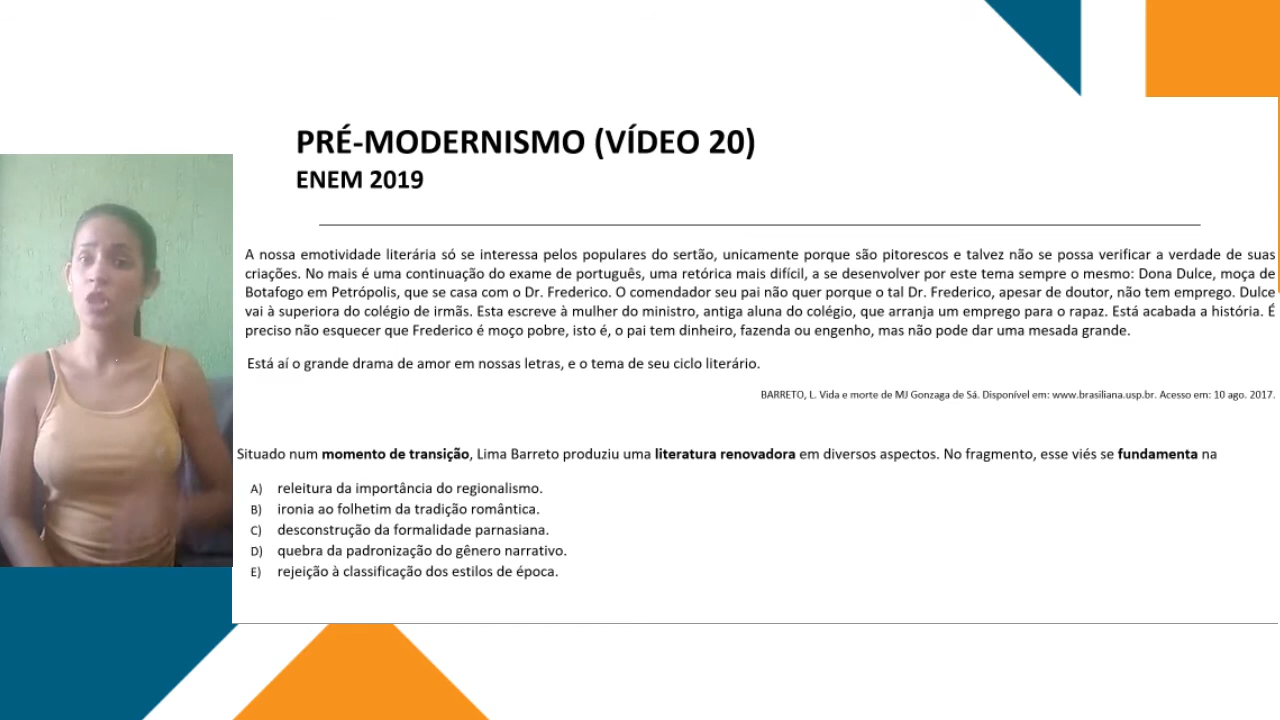 PRÉ-MODERNISMO (VÍDEO 20)
ENEM 2019
A nossa emotividade literária só se interessa pelos populares do sertão, unicamente porque são pitorescos e talvez não se possa verificar a verdade de suas
criações. No mais é uma continuação do exame de português, uma retórica mais difícil, a se desenvolver por este tema sempre o mesmo: Dona Dulce, moça de
Botafogo em Petrópolis, que se casa com o Dr. Frederico. O comendador seu pai não quer porque o tal Dr. Frederico, apesar de doutor, não tem emprego. Dulce
vai à superiora do colégio de irmãs. Esta escreve à mulher do ministro, antiga aluna do colégio, que arranja um emprego para o rapaz. Está acabada a história. É
preciso não esquecer que Frederico é moço pobre, isto é, o pai tem dinheiro, fazenda ou engenho, mas não pode dar uma mesada grande.
Está aí o grande drama de amor em nossas letras, e o tema de seu ciclo literário.
BARRETO, L. Vida e morte de MJ Gonzaga de Sá. Disponível em: www.brasiliana.usp.br. Acesso em: 10 ago. 2017.
Situado num momento de transição, Lima Barreto produziu uma literatura renovadora em diversos aspectos. No fragmento, esse viés se fundamenta na
A) releitura da importância do regionalismo.
B) ironia ao folhetim da tradição romântica.
C) desconstrução da formalidade parnasiana.
D) quebra da padronização do gênero narrativo.
E) rejeição à classificação dos estilos de época.